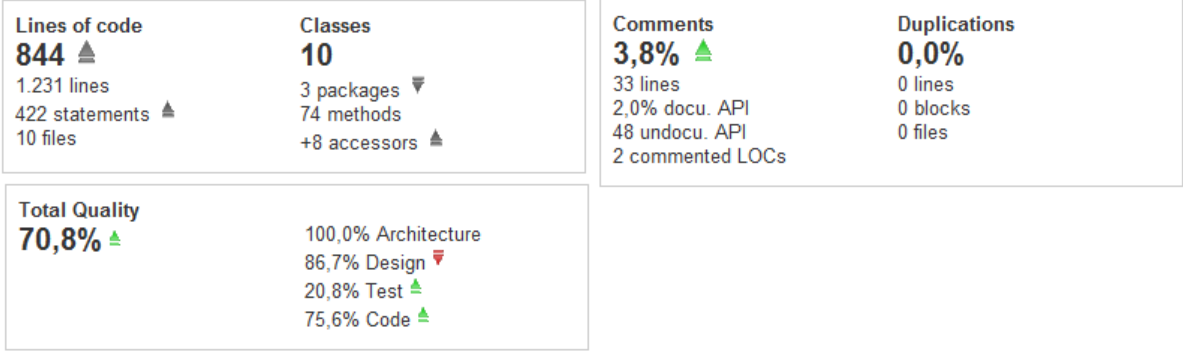 Lines of code
844
1.231 lines
422 statements
10 files
Classes
10
3 packages
74 methods
+8 accessors
Comments
3,8%
33 lines
2,0% docu. API
48 undocu. API
2 commented LOCs
Duplications
0,0%
0 lines
0 blocks
0 files
Total Quality
70,8%
100,0% Architecture
86,7% Design
20,8% Test
75,6% Code